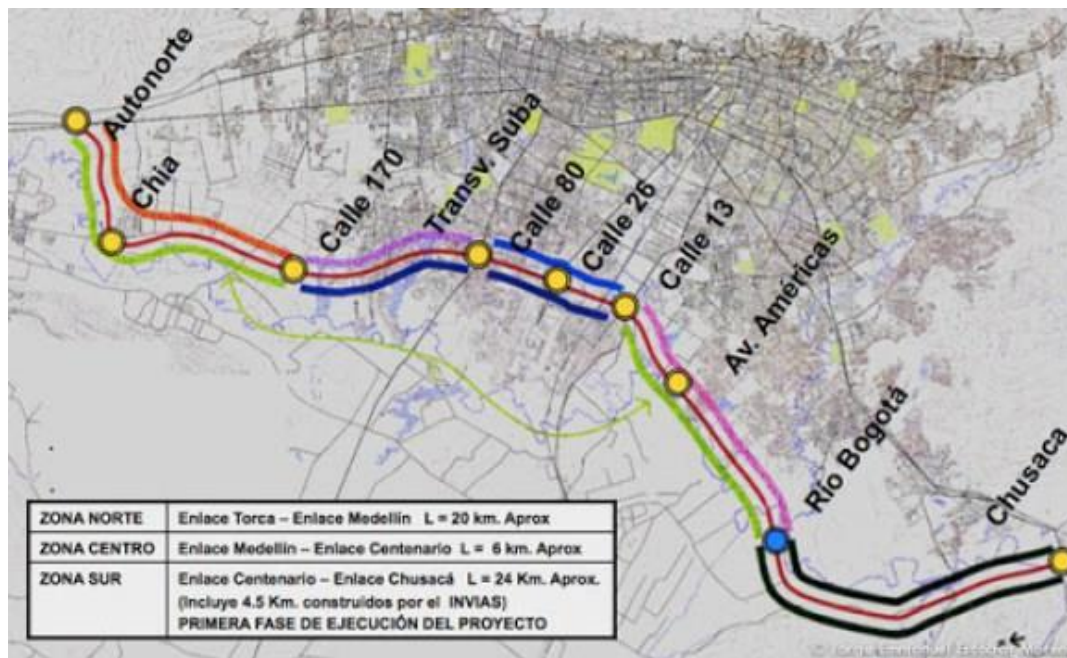 Autonorte
Chia
Calle 170
Transv. Suba
Calle 80
Calle 26
Calle 13
Av. Américas
Río Bogotá
Chusaca
ZONA NORTE Enlace Torca – Enlace Medellín L = 20 km. Aprox
ZONA CENTRO Enlace Medellín – Enlace Centenario L = 6 km. Aprox
ZONA SUR Enlace Centenario – Enlace Chusacá L = 24 Km. Aprox.
(Incluye 4.5 Km. construidos por el INVIAS)
PRIMERA FASE DE EJECUCIÓN DEL PROYECTO